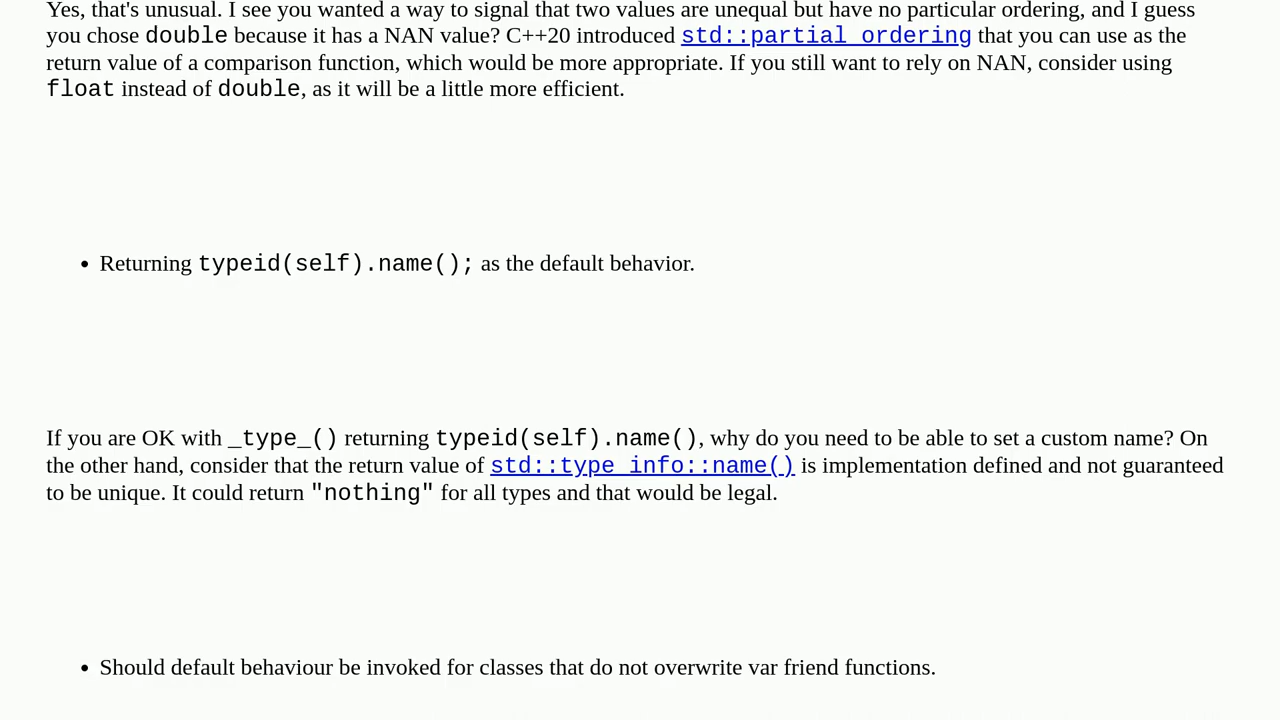 Yes, that's unusual. I see you wanted a way to signal that two values are unequal but have no particular ordering, and I guess
you chose double because it has a NAN value? C++20 introduced std::partial_ordering that you can use as the
return value of a comparison function, which would be more appropriate. If you still want to rely on NAN, consider using
float instead of double, as it will be a little more efficient.
• Returning typeid(self).name(); as the default behavior.
If you are OK with _type_() returning typeid(self).name(), why do you need to be able to set a custom name? On
the other hand, consider that the return value of std::type_info::name() is implementation defined and not guaranteed
to be unique. It could return "nothing" for all types and that would be legal.
• Should default behaviour be invoked for classes that do not overwrite var friend functions.